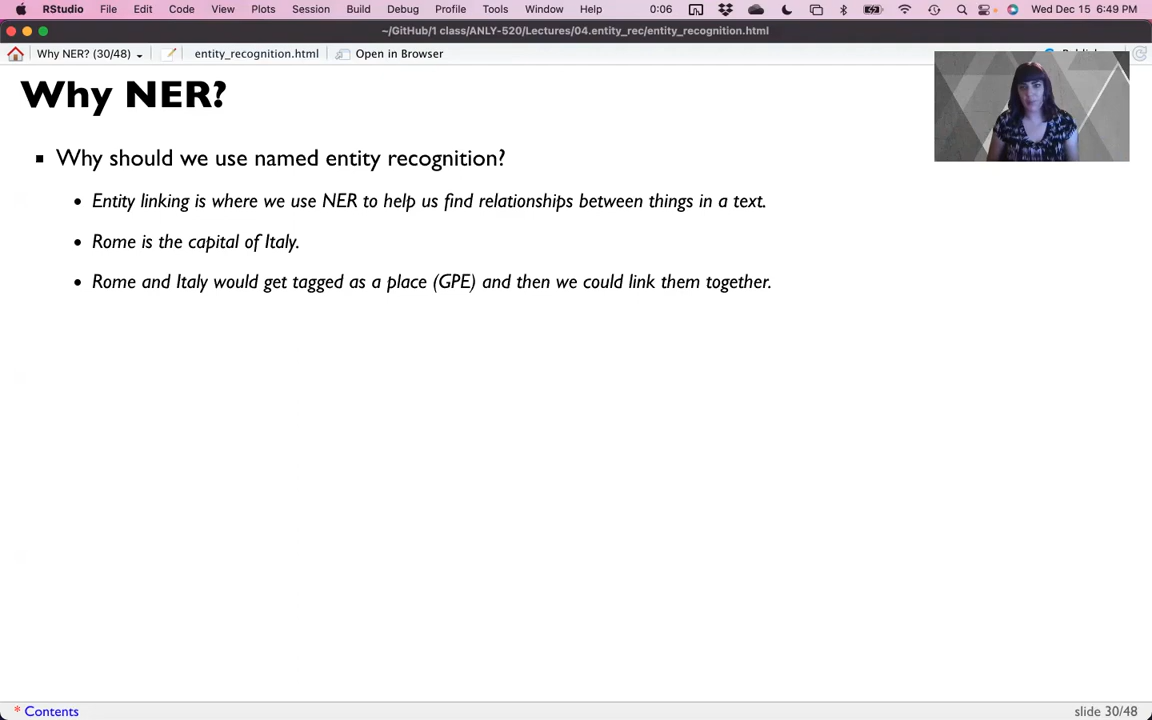 RStudio File Edit Code View Plots Session Build Debug Profile Tools Window Help 0:06 Wed Dec 15 6:49 PM
~/GitHub/1 class/ANLY-520/Lectures/04.entity_rec/entity_recognition.html
Why NER? (30/48) entity_recognition.html Open in Browser
Why NER?
Why should we use named entity recognition?
Entity linking is where we use NER to help us find relationships between things in a text.
Rome is the capital of Italy.
Rome and Italy would get tagged as a place (GPE) and then we could link them together.
* Contents slide 30/48